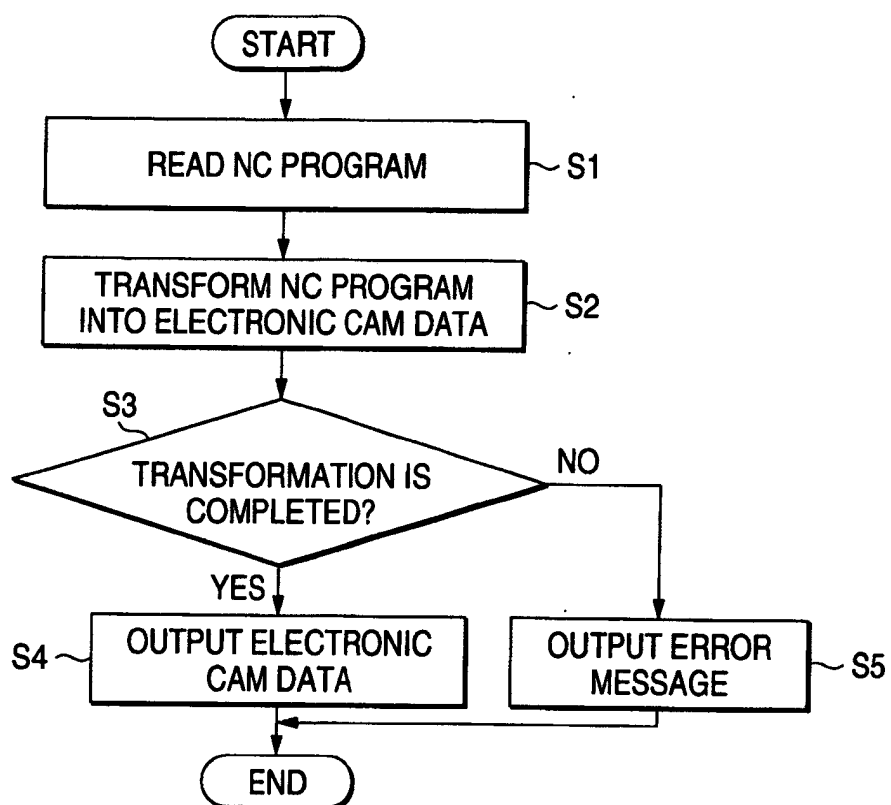 START
READ NC PROGRAM
S1
TRANSFORM NC PROGRAM
INTO ELECTRONIC CAM DATA
S2
S3
TRANSFORMATION IS
COMPLETED?
NO
YES
S4
OUTPUT ELECTRONIC
CAM DATA
OUTPUT ERROR
MESSAGE
S5
END